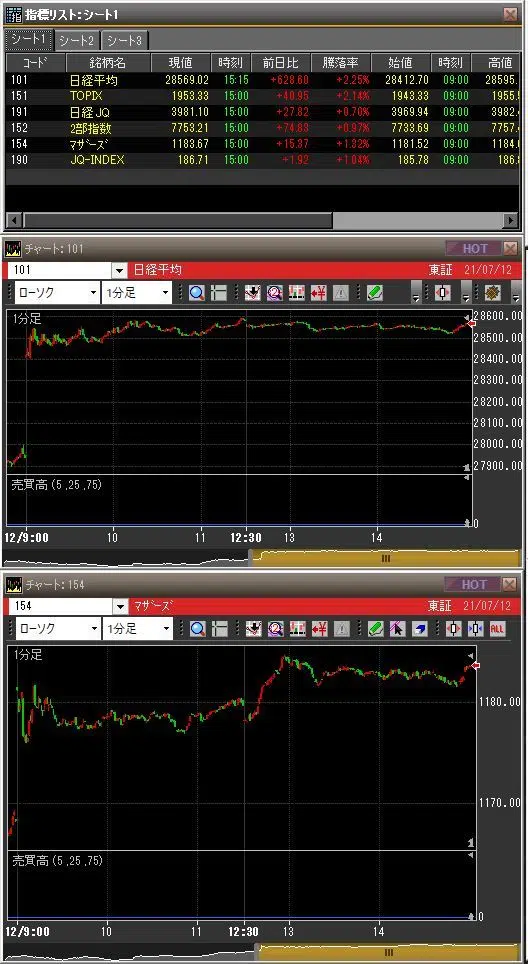 指標リスト:シート1
シート1 シート2 シート3
コード 銘柄名 現値 時刻 前日比 騰落率 始値 時刻 高値
101 日経平均 28569.02 15:15 +628.60 +2.25% 28412.70 09:00 28595.
151 TOPIX 1953.33 15:00 +40.95 +2.14% 1943.33 09:00 1955.
191 日経JQ 3981.10 15:00 +27.82 +0.70% 3969.94 09:00 3982.
152 2部指数 7753.21 15:00 +74.83 +0.97% 7733.69 09:00 7757.
154 マザーズ 1183.67 15:00 +15.37 +1.32% 1181.52 09:00 1184.
190 JQ-INDEX 186.71 15:00 +1.92 +1.04% 185.78 09:00 186.
チャート:101 HOT
101 日経平均 東証 21/07/12
ローソク 1分足
1分足
28600.00
28500.00
28400.00
28300.00
28200.00
28100.00
28000.00
27900.00
売買高 (5,25,75)
0
12/9:00 10 11 12:30 13 14
チャート:154 HOT
154 マザーズ 東証 21/07/12
ローソク 1分足 ALL
1分足
1180.00
1170.00
売買高 (5,25,75)
0
12/9:00 10 11 12:30 13 14